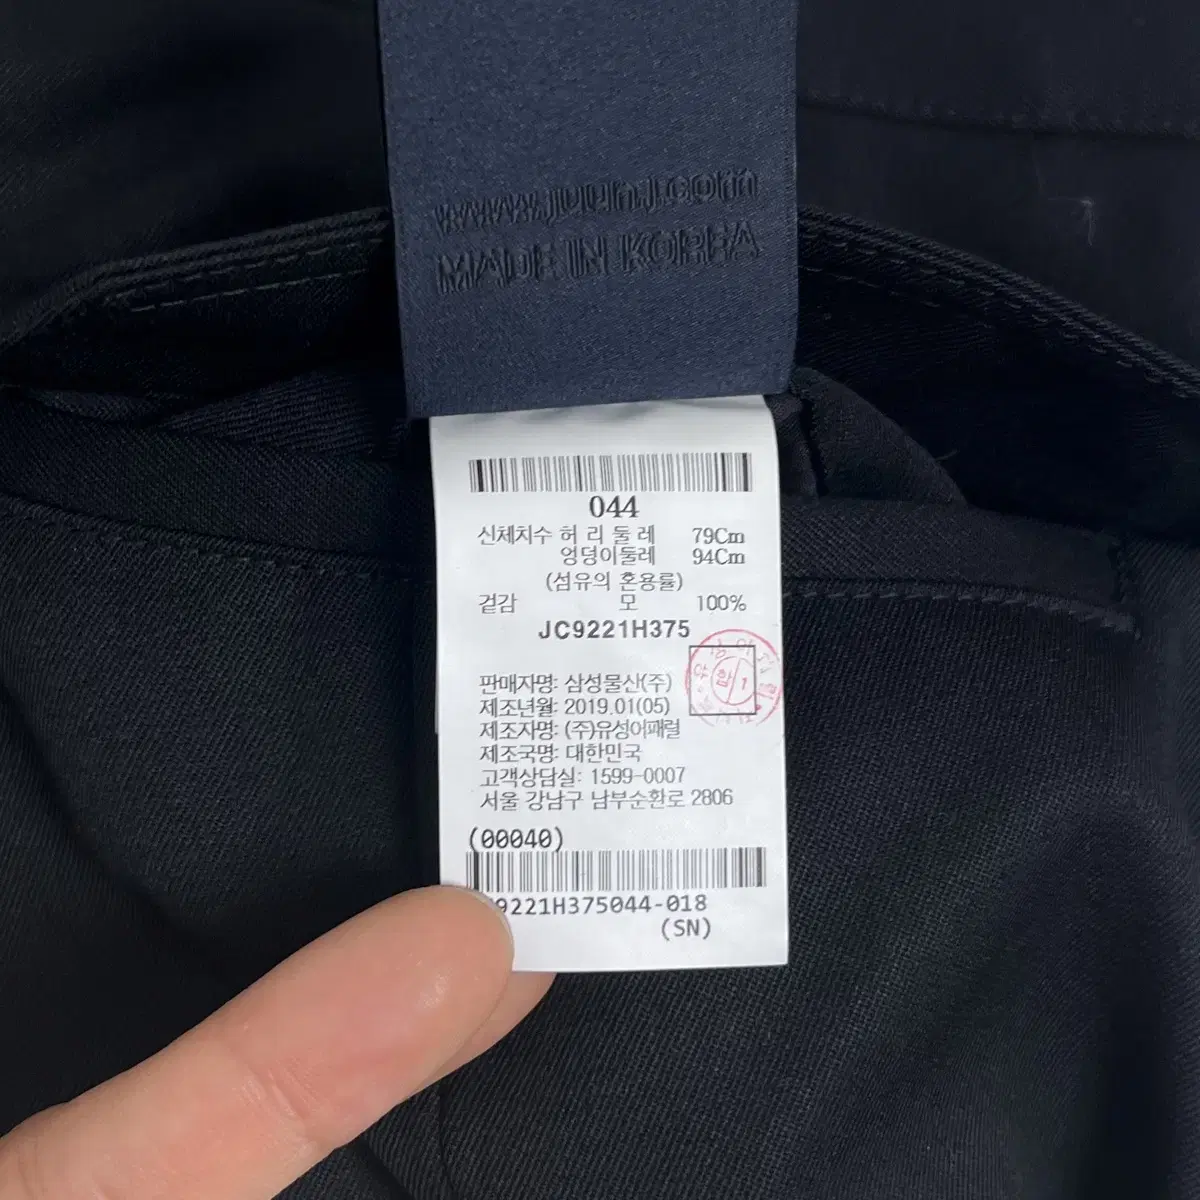 www.juunj.com
MADE IN KOREA
044
신체치수 허 리 둘 레 79Cm
엉덩이둘레 94Cm
(섬유의 혼용률)
겉감 모 100%
JC9221H375
합 1
판매자명: 삼성물산(주)
제조년월: 2019.01(05)
제조자명: (주)유성어패럴
제조국명: 대한민국
고객상담실: 1599-0007
서울 강남구 남부순환로 2806
(00040)
9221H375044-018
(SN)